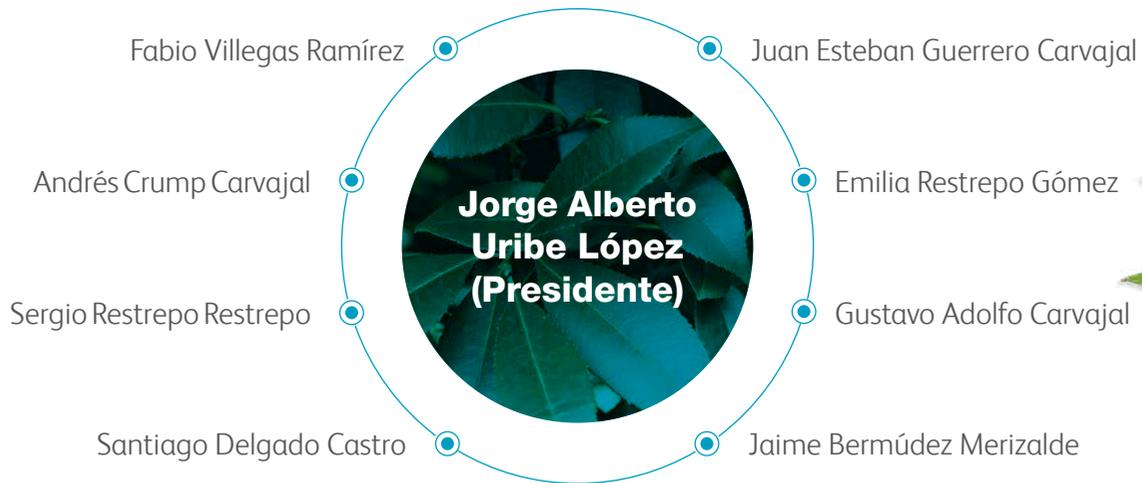 Fabio Villegas Ramírez
Juan Esteban Guerrero Carvajal
Andrés Crump Carvajal
Emilia Restrepo Gómez
Jorge Alberto
Uribe López
(Presidente)
Sergio Restrepo Restrepo
Gustavo Adolfo Carvajal
Santiago Delgado Castro
Jaime Bermúdez Merizalde